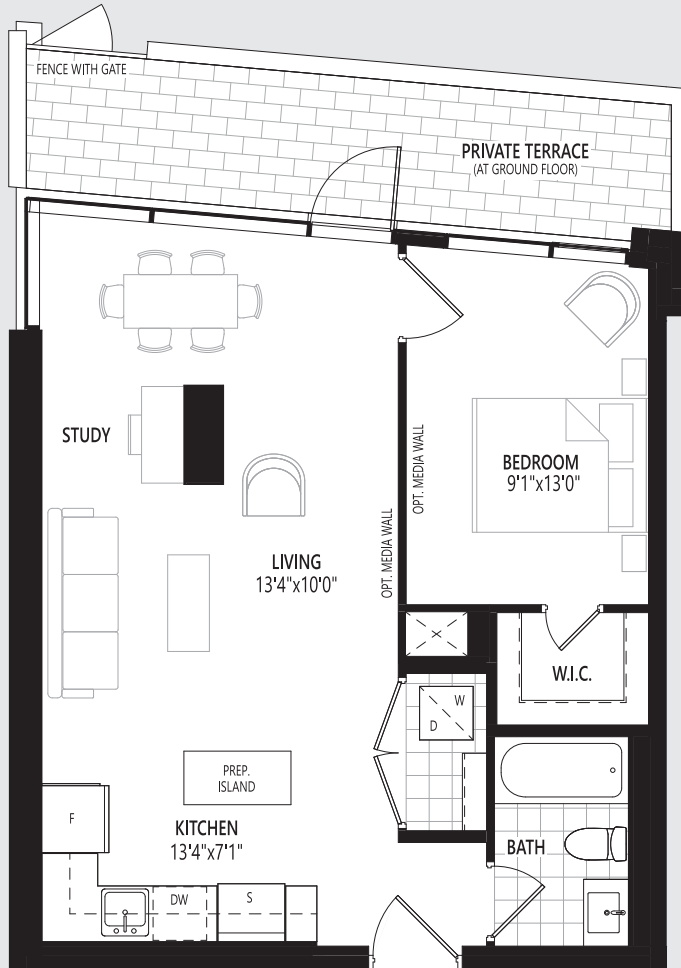 FENCE WITH GATE
PRIVATE TERRACE
(AT GROUND FLOOR)
STUDY
OPT. MEDIA WALL
BEDROOM
9'1"x13'0"
OPT. MEDIA WALL
LIVING
13'4"x10'0"
W.I.C.
W
D
PREP.
ISLAND
F
KITCHEN
13'4"x7'1"
BATH
DW
S